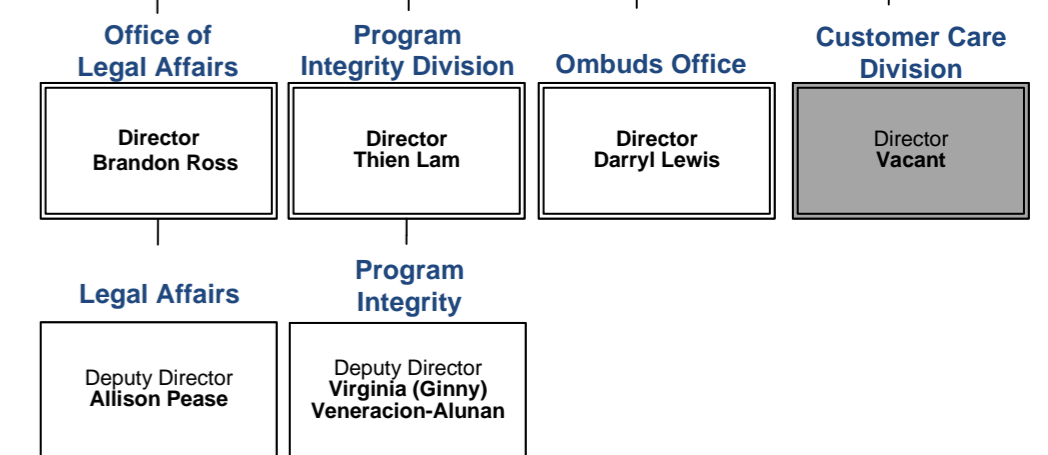 Office of
Legal Affairs
Director
Brandon Ross
Program
Integrity Division
Director
Thien Lam
Ombuds Office
Director
Darryl Lewis
Customer Care
Division
Director
Vacant
Legal Affairs
Deputy Director
Allison Pease
Program
Integrity
Deputy Director
Virginia (Ginny)
Veneracion-Alunan